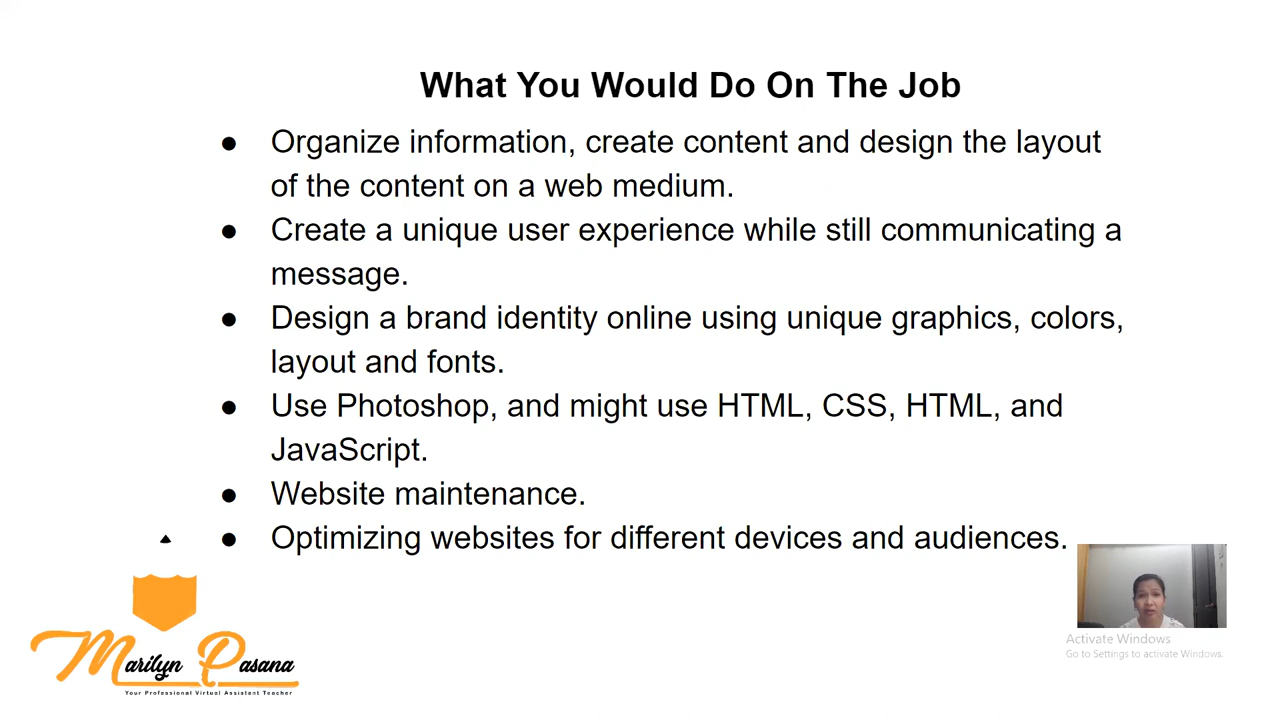 What You Would Do On The Job
● Organize information, create content and design the layout
of the content on a web medium.
● Create a unique user experience while still communicating a
message.
● Design a brand identity online using unique graphics, colors,
layout and fonts.
● Use Photoshop, and might use HTML, CSS, HTML, and
JavaScript.
● Website maintenance.
● Optimizing websites for different devices and audiences.
Marilyn Pasana
Your Professional Virtual Assistant Teacher
Activate Windows
Go to Settings to activate Windows.